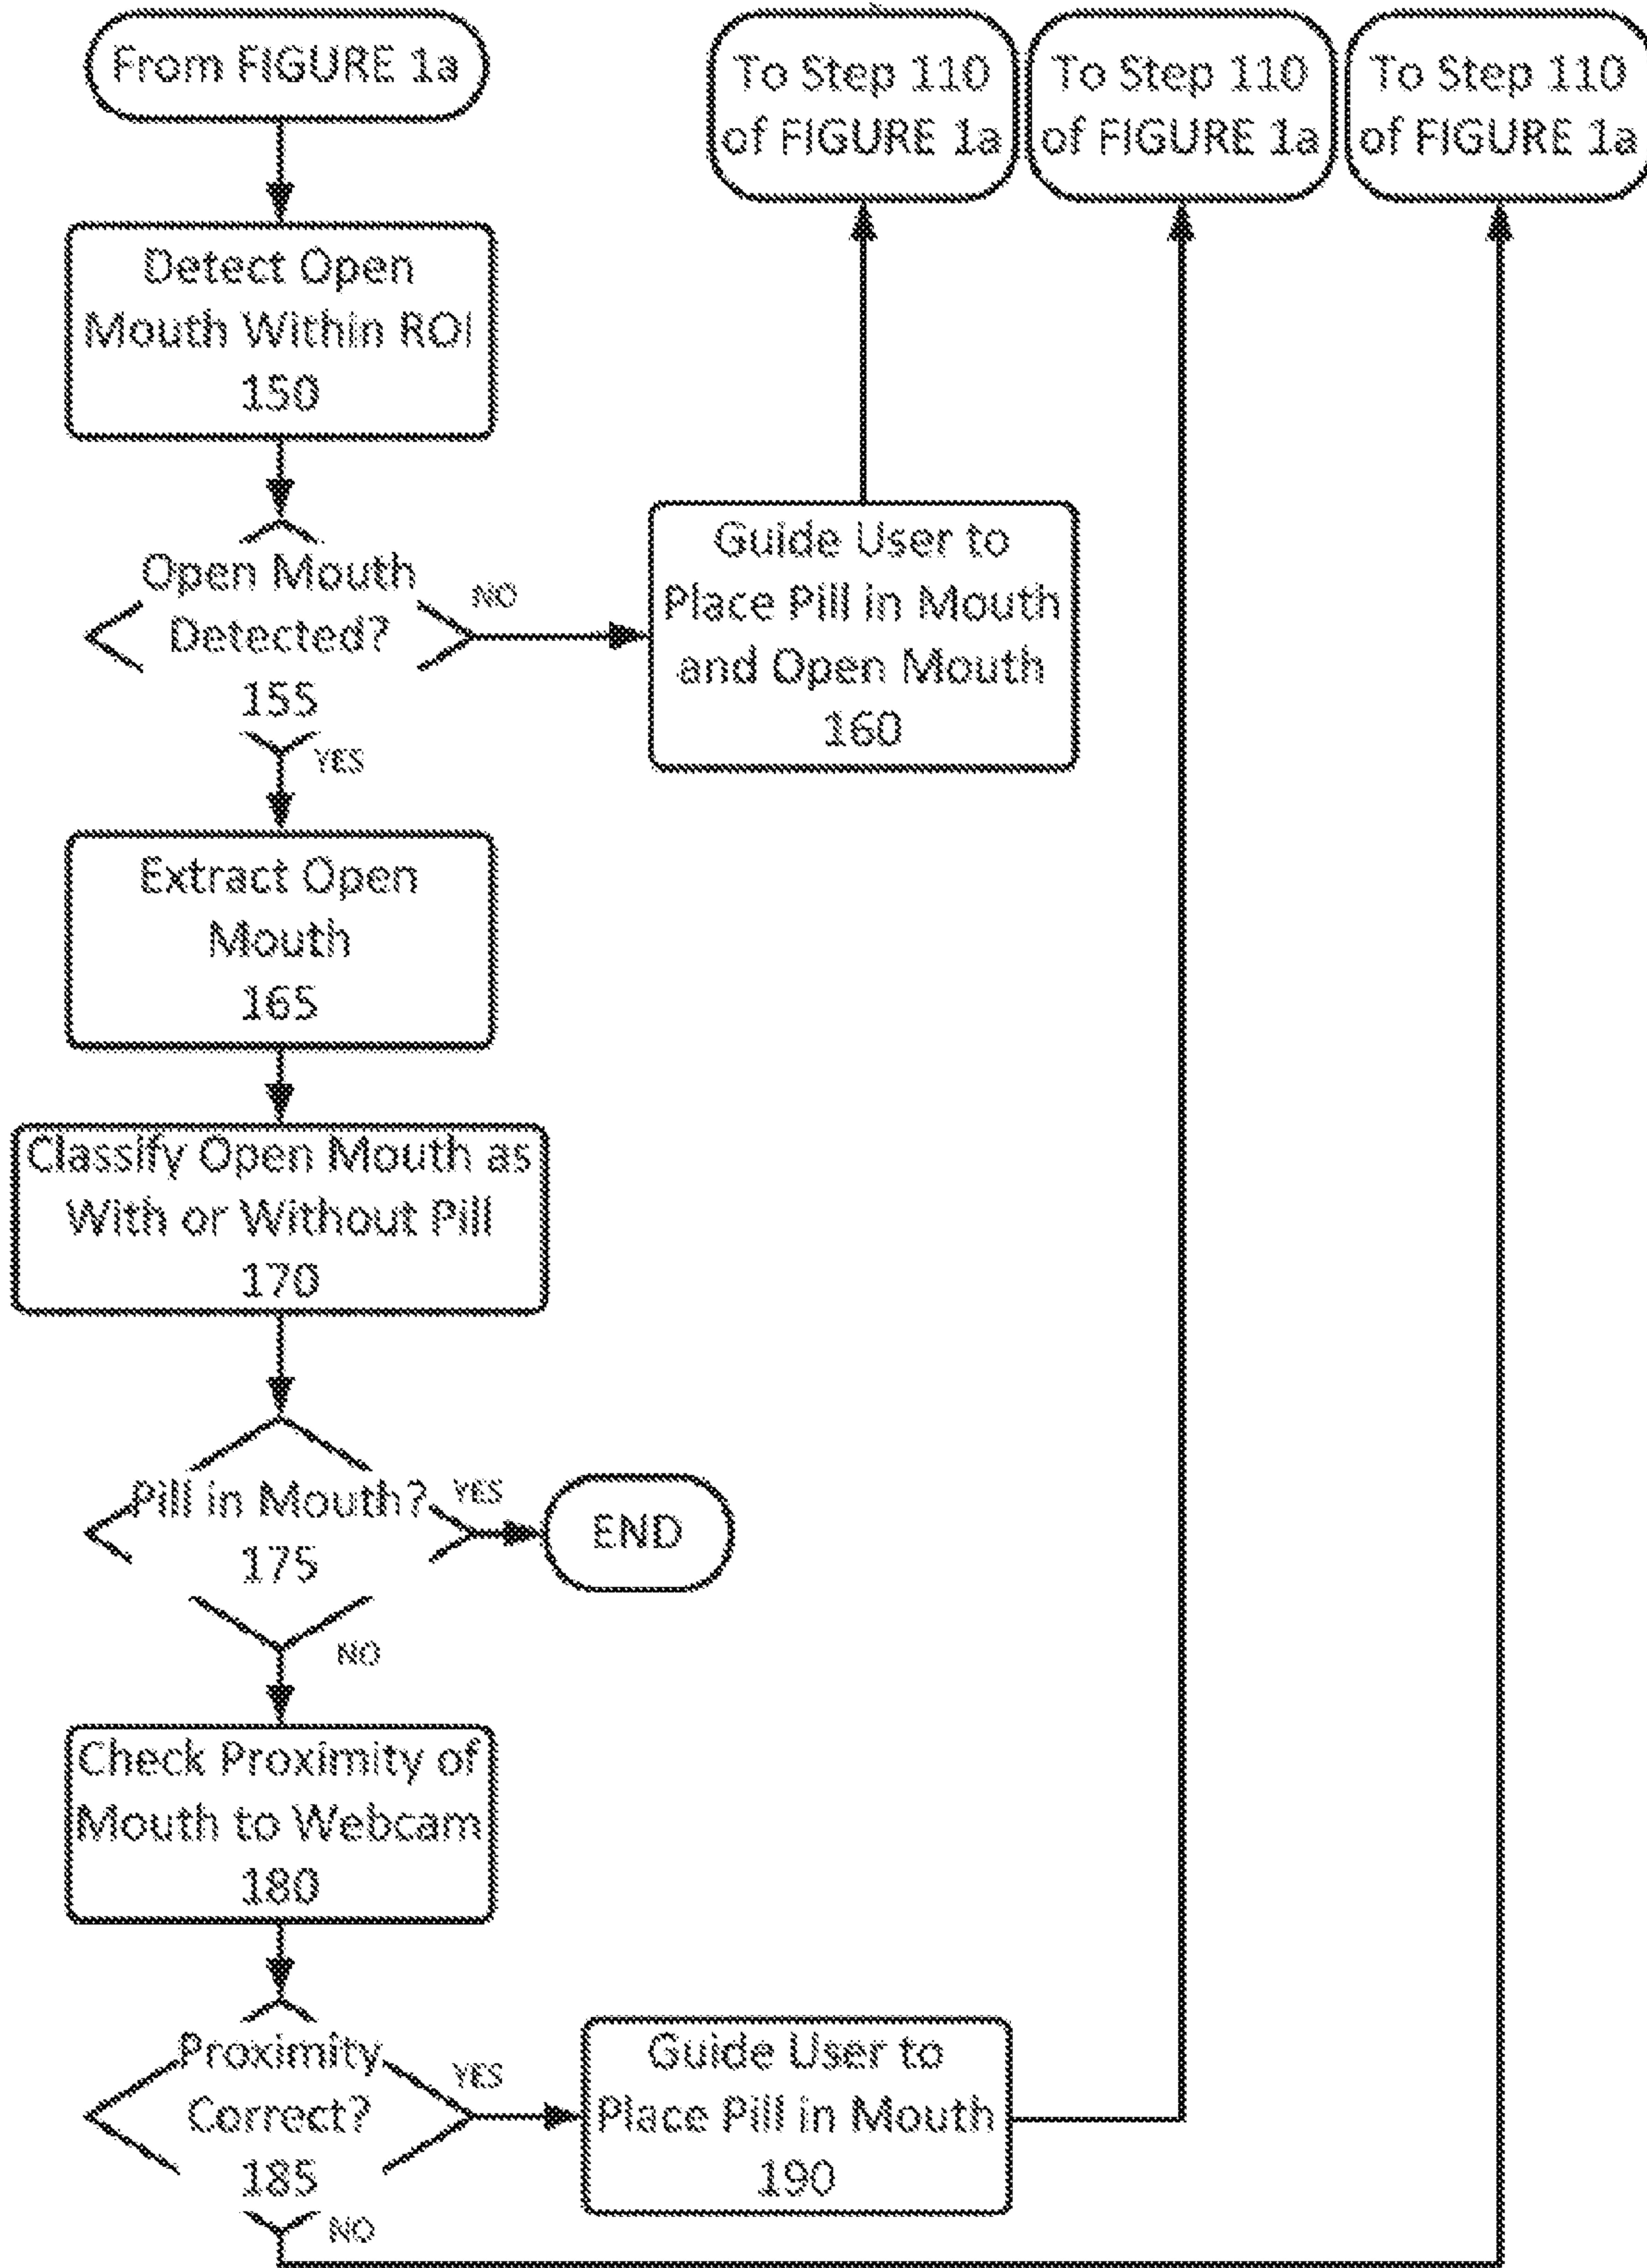 From FIGURE 1a
To Step 110
of FIGURE 1a
To Step 110
of FIGURE 1a
To Step 110
of FIGURE 1a
Detect Open
Mouth Within ROI
150
Open Mouth
Detected?
155
NO
YES
Guide User to
Place Pill in Mouth
and Open Mouth
160
Extract Open
Mouth
165
Classify Open Mouth as
With or Without Pill
170
Pill in Mouth?
175
YES
END
NO
Check Proximity of
Mouth to Webcam
180
Proximity
Correct?
185
YES
Guide User to
Place Pill in Mouth
190
NO